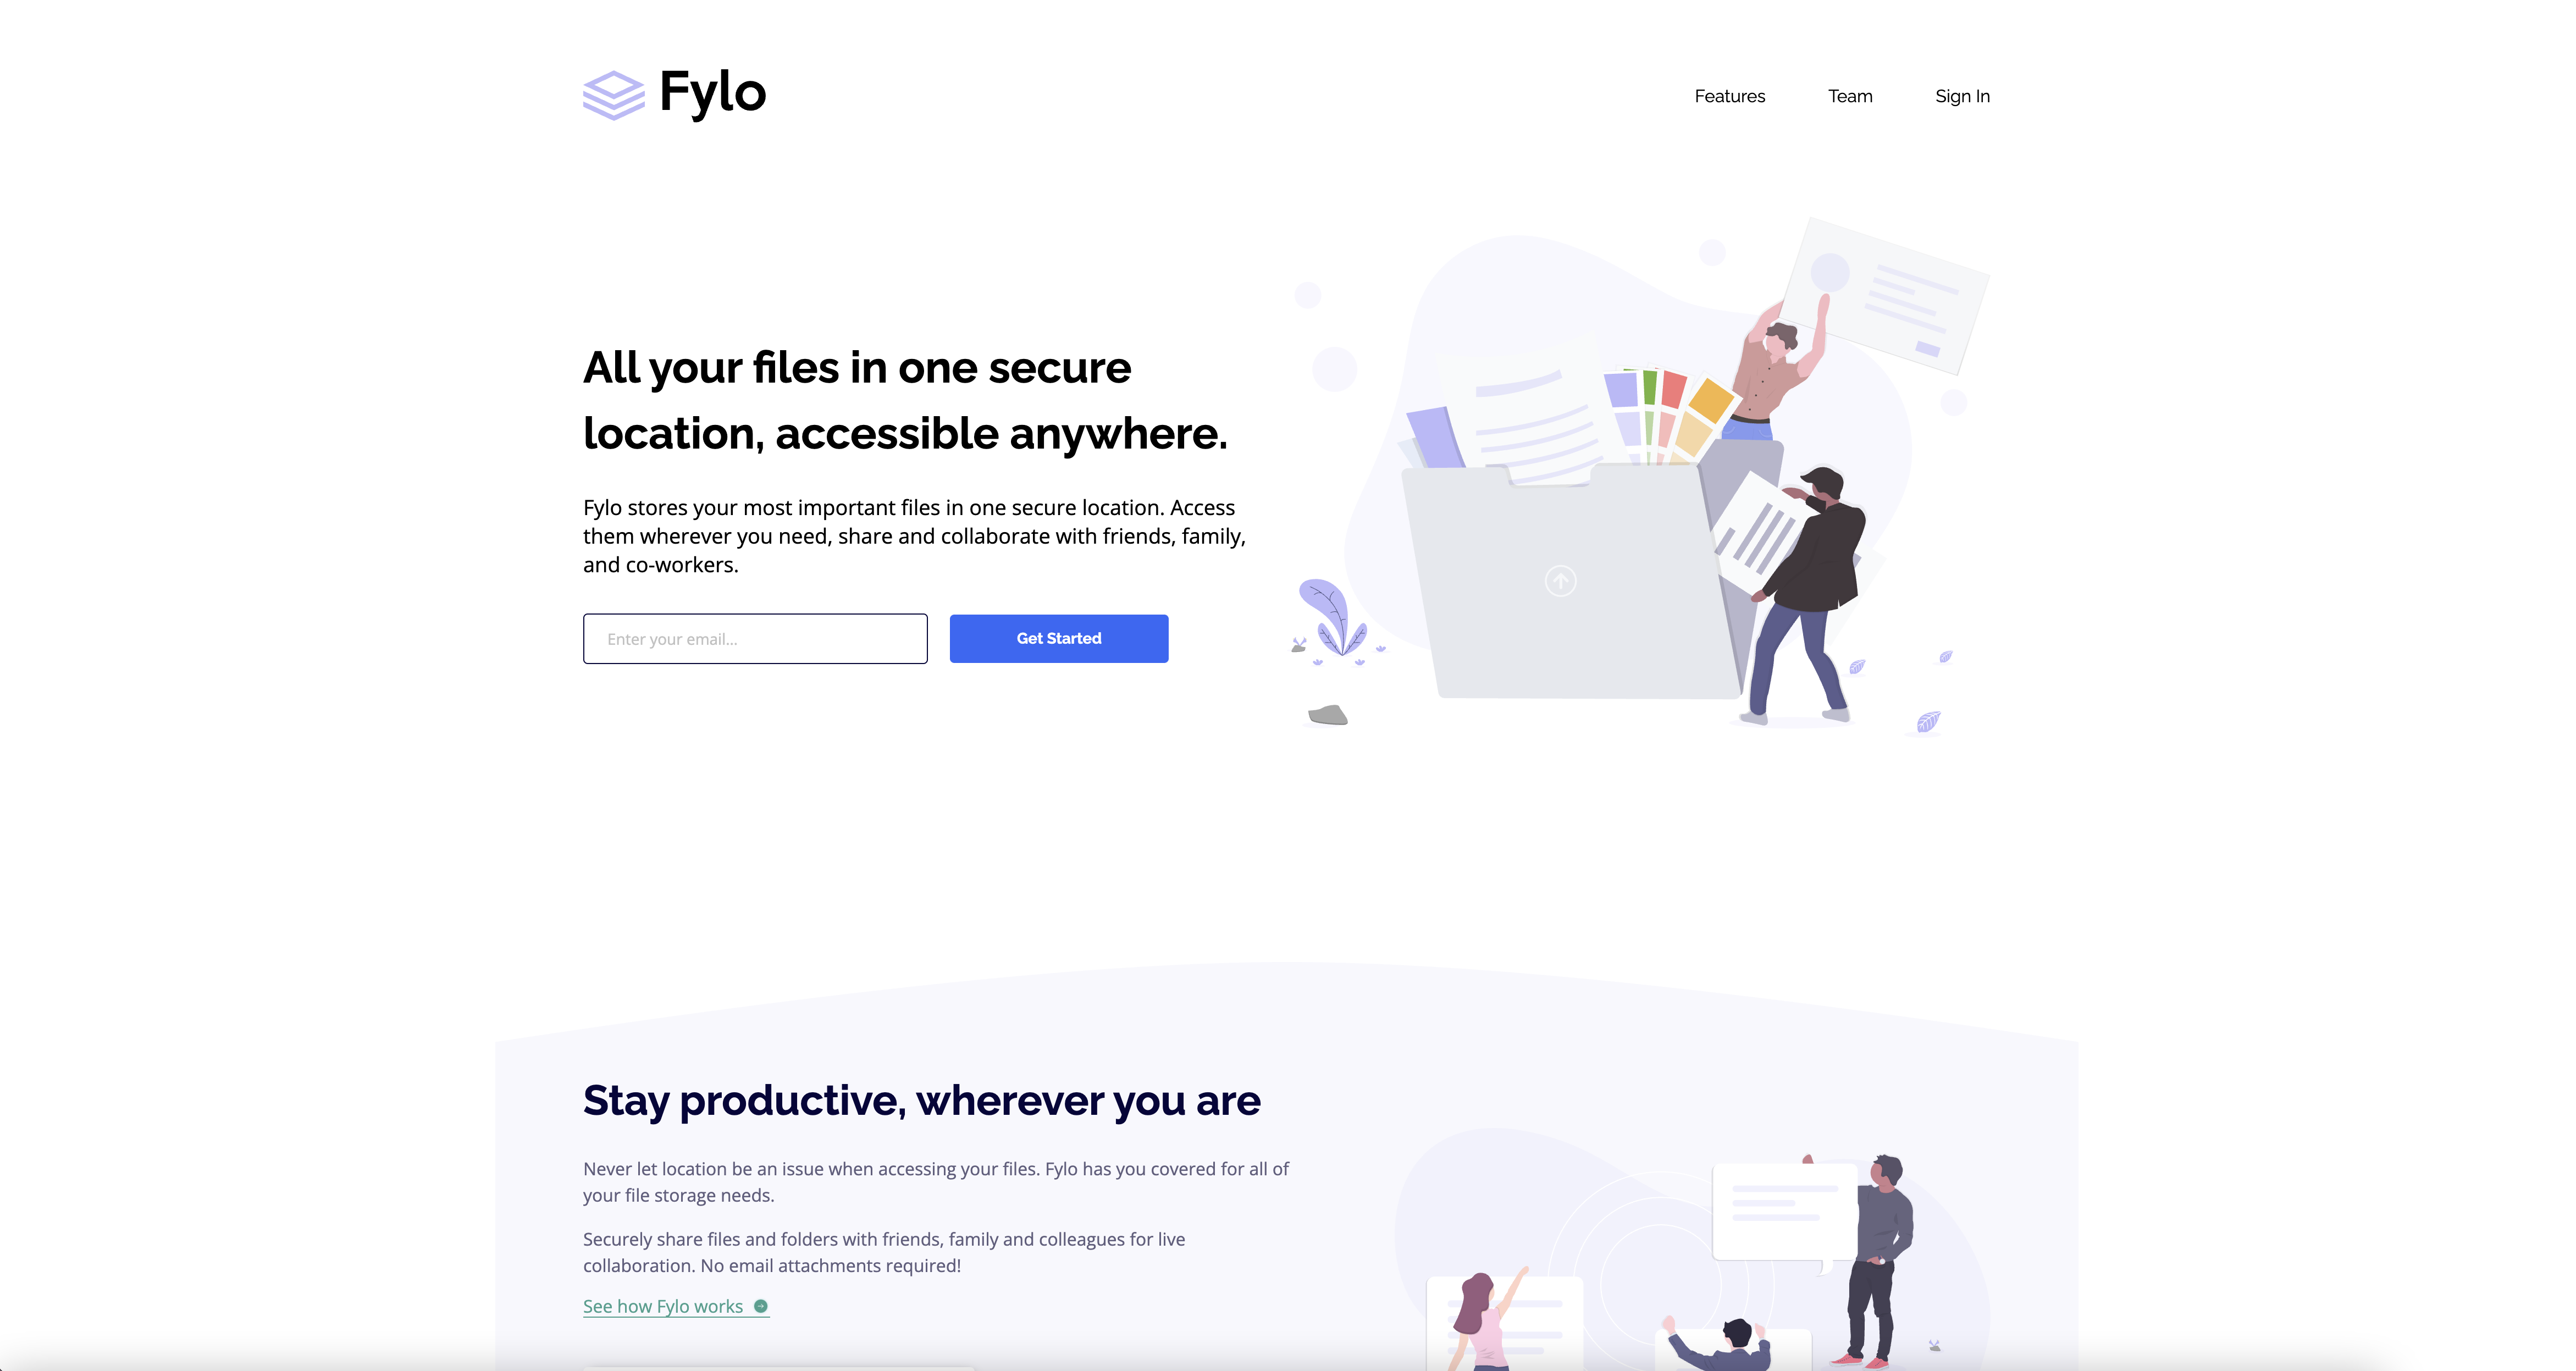 Fylo
Features
Team
Sign In
All your files in one secure
location, accessible anywhere.
Fylo stores your most important files in one secure location. Access
them wherever you need, share and collaborate with friends, family,
and co-workers.
Enter your email...
Get Started
Stay productive, wherever you are
Never let location be an issue when accessing your files. Fylo has you covered for all of
your file storage needs.
Securely share files and folders with friends, family and colleagues for live
collaboration. No email attachments required!
See how Fylo works